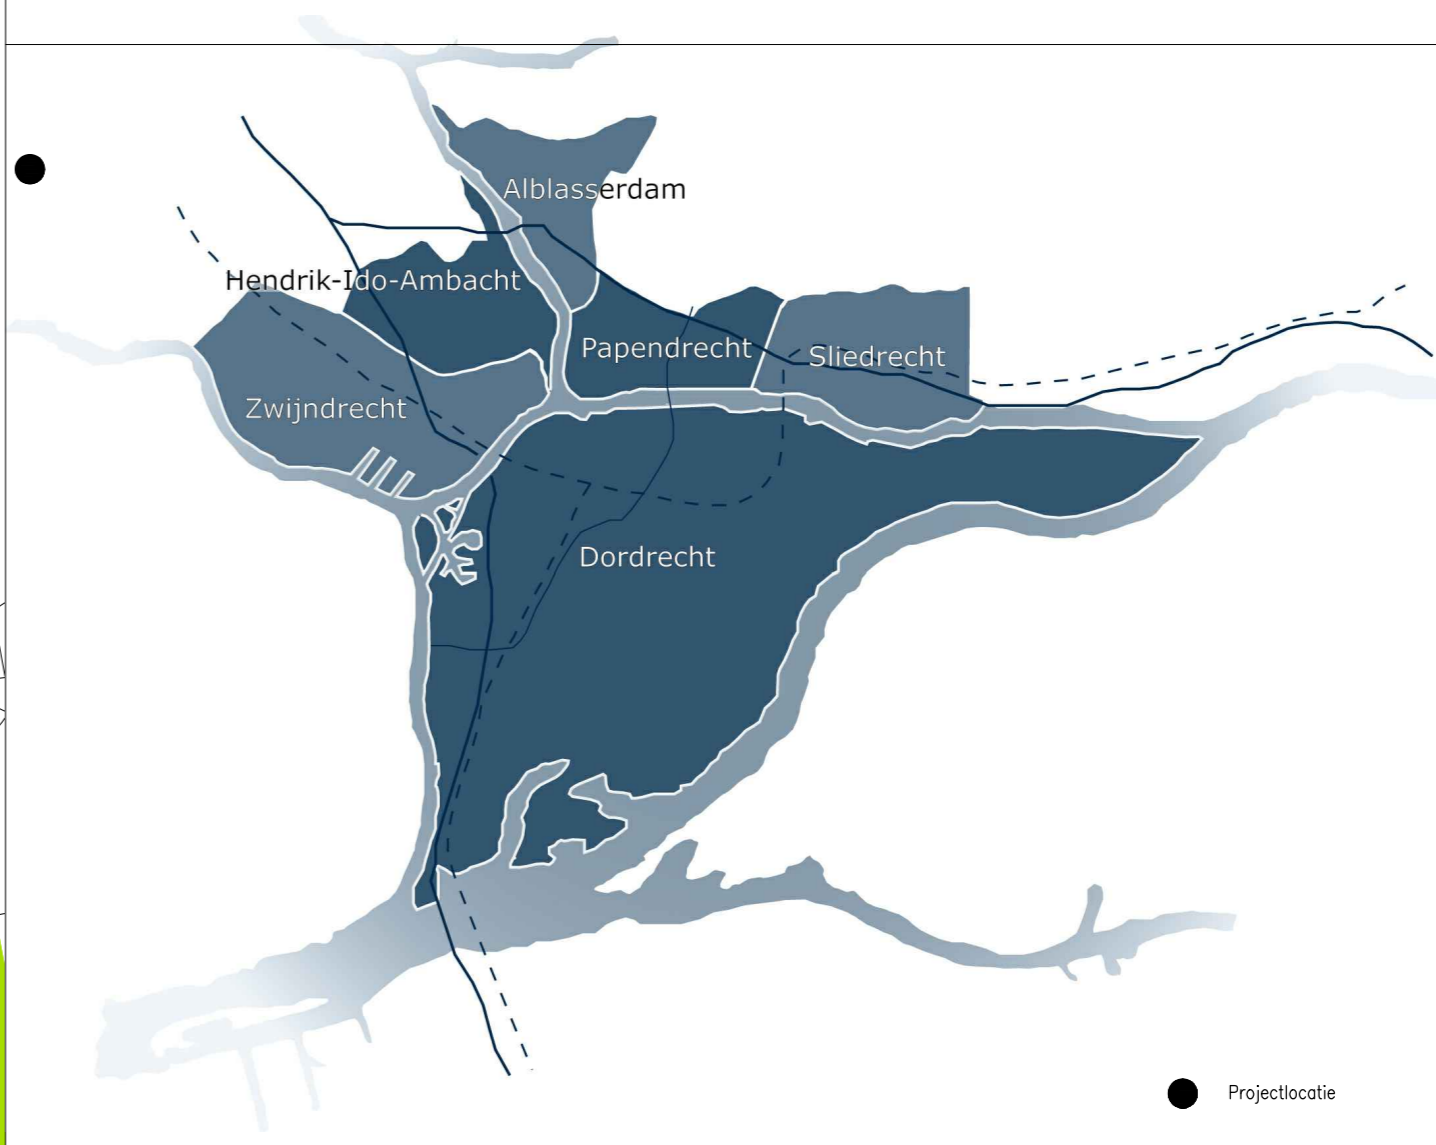 Alblasserdam
Hendrik-Ido-Ambacht
Papendrecht
Sliedrecht
Zwijndrecht
Dordrecht
Projectlocatie